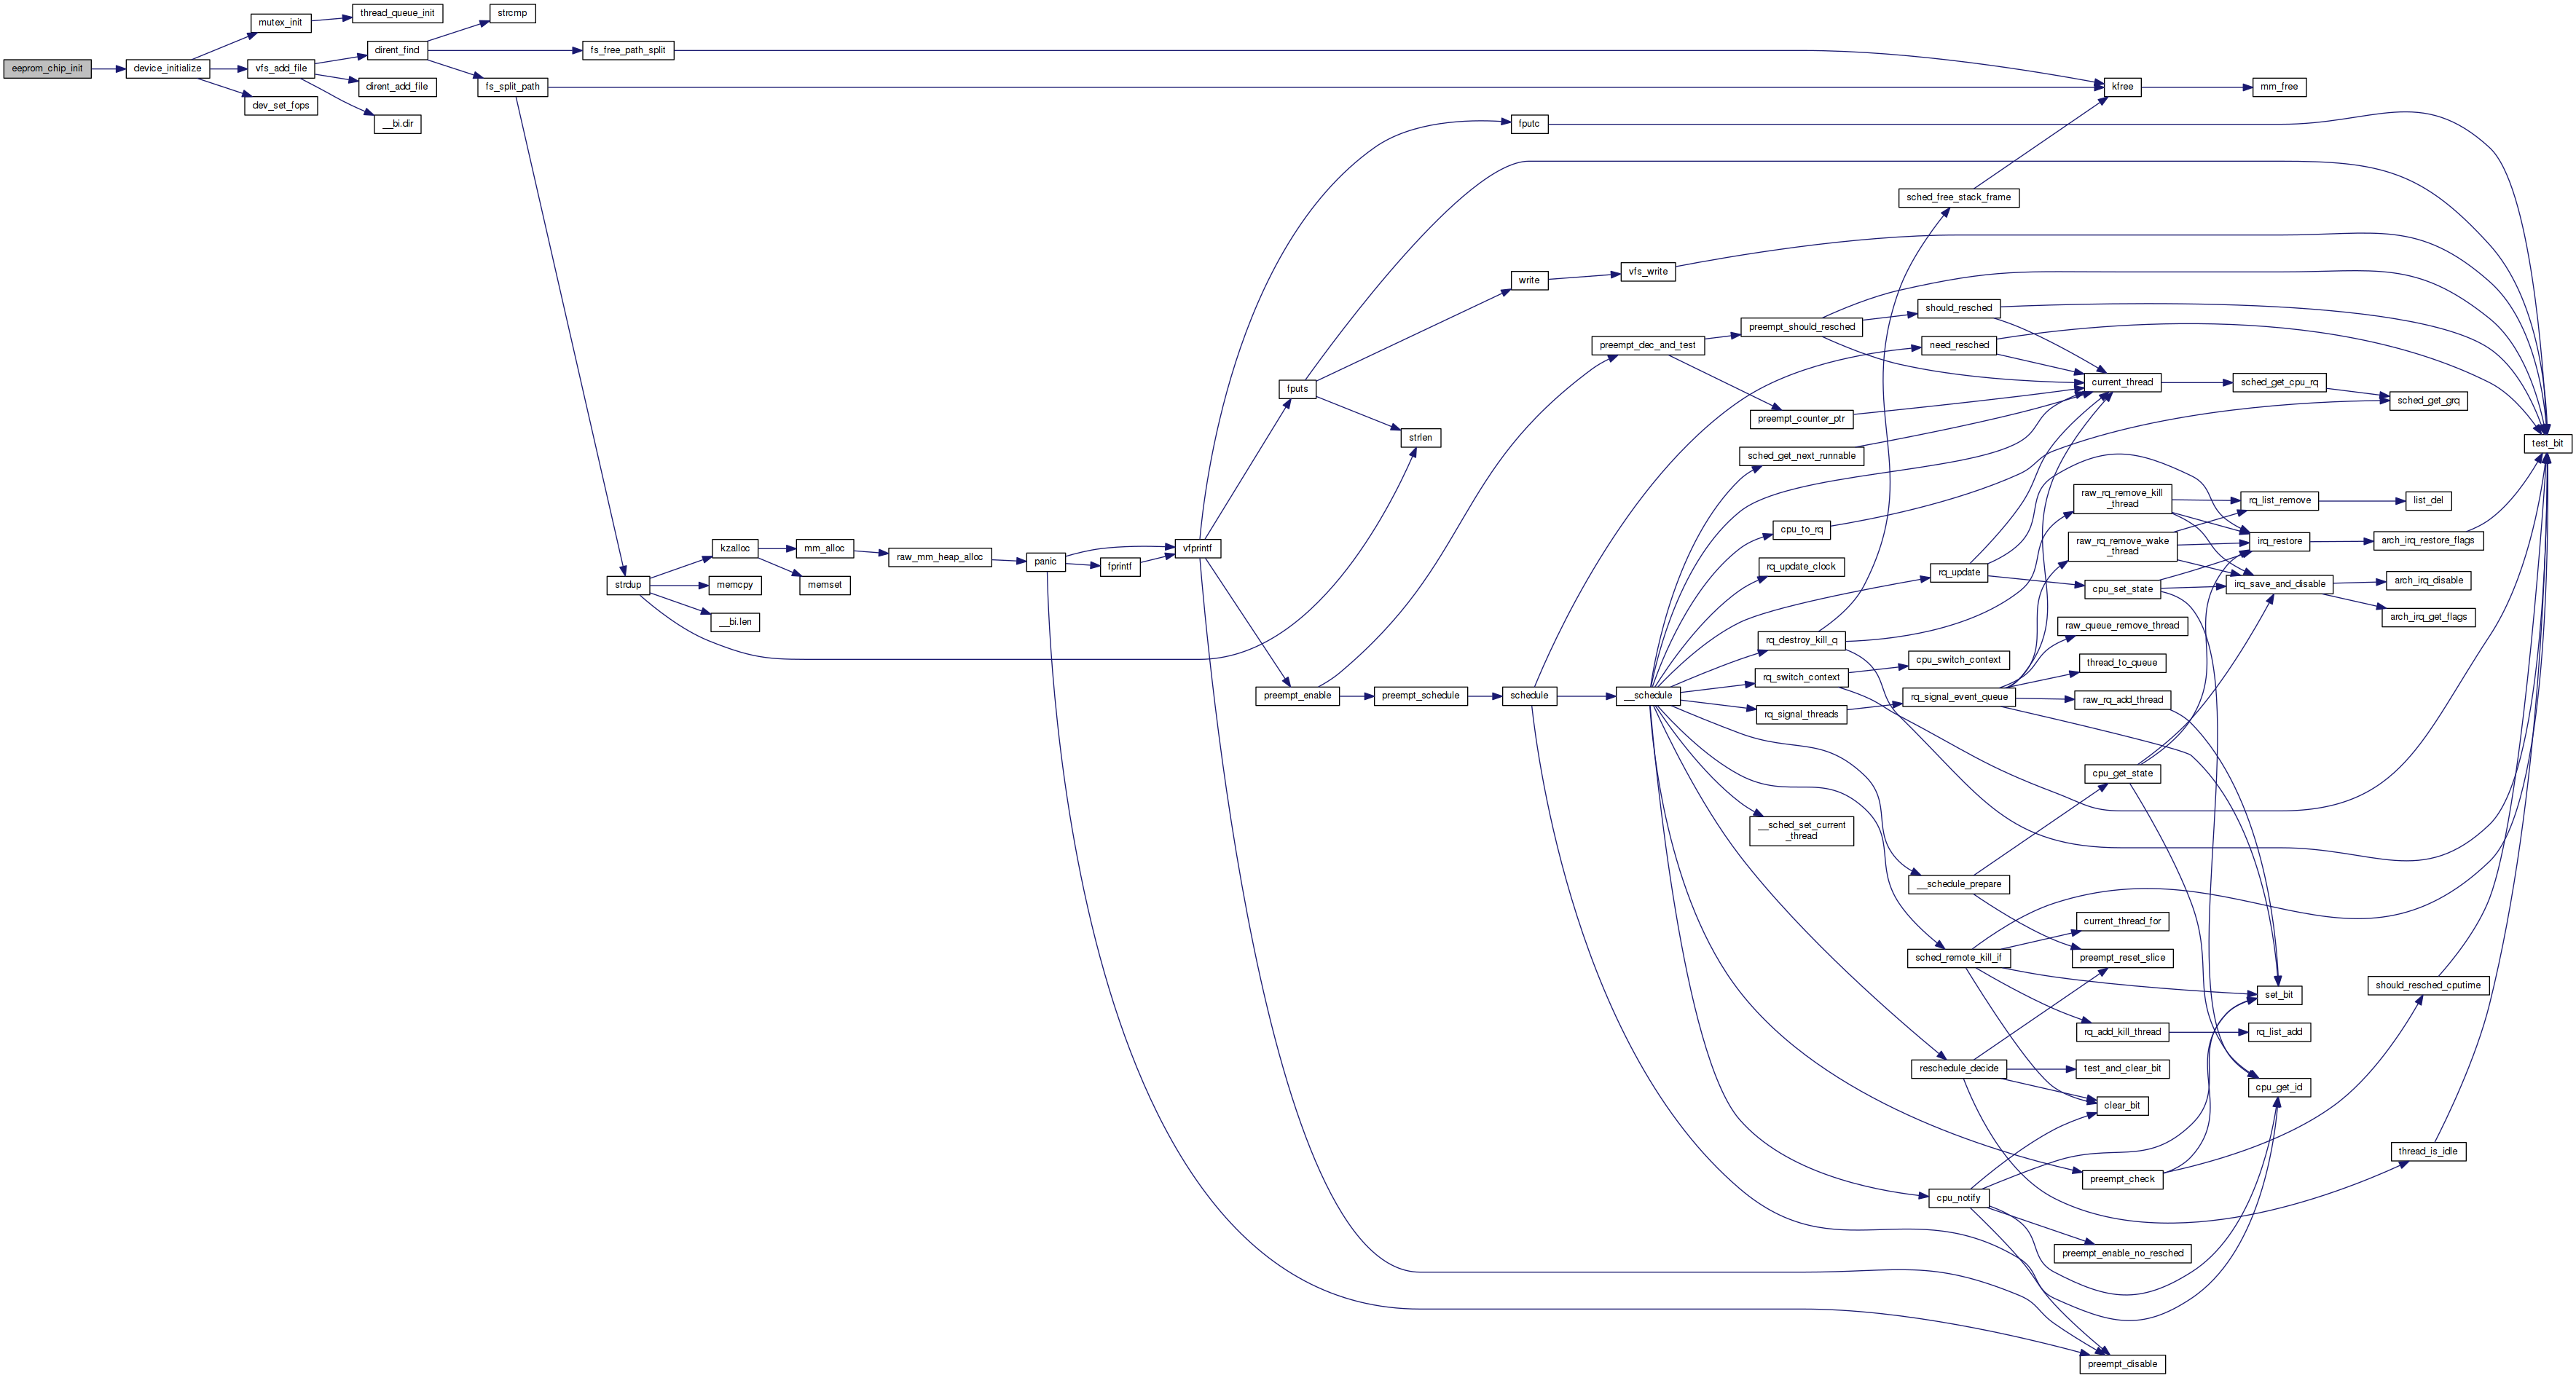 eeprom_chip_init
device_initialize
mutex_init
thread_queue_init
vfs_add_file
dev_set_fops
dirent_find
dirent_add_file
__bi.dir
strcmp
fs_free_path_split
fs_split_path
strdup
kzalloc
memcpy
__bi.len
mm_alloc
memset
raw_mm_heap_alloc
panic
fprintf
vfprintf
preempt_enable
fputs
strlen
preempt_schedule
fputc
write
vfs_write
schedule
preempt_dec_and_test
__schedule
preempt_should_resched
preempt_counter_ptr
sched_get_next_runnable
cpu_to_rq
rq_update_clock
rq_destroy_kill_q
rq_switch_context
rq_signal_threads
__sched_set_current
_thread
sched_free_stack_frame
should_resched
need_resched
rq_update
cpu_switch_context
rq_signal_event_queue
__schedule_prepare
sched_remote_kill_if
reschedule_decide
cpu_notify
kfree
mm_free
current_thread
sched_get_cpu_rq
sched_get_grq
test_bit
raw_rq_remove_kill
_thread
raw_rq_remove_wake
_thread
cpu_set_state
raw_queue_remove_thread
thread_to_queue
raw_rq_add_thread
cpu_get_state
current_thread_for
preempt_reset_slice
rq_add_kill_thread
test_and_clear_bit
clear_bit
preempt_check
preempt_enable_no_resched
preempt_disable
rq_list_remove
list_del
irq_restore
arch_irq_restore_flags
irq_save_and_disable
arch_irq_disable
arch_irq_get_flags
set_bit
rq_list_add
cpu_get_id
should_resched_cputime
thread_is_idle